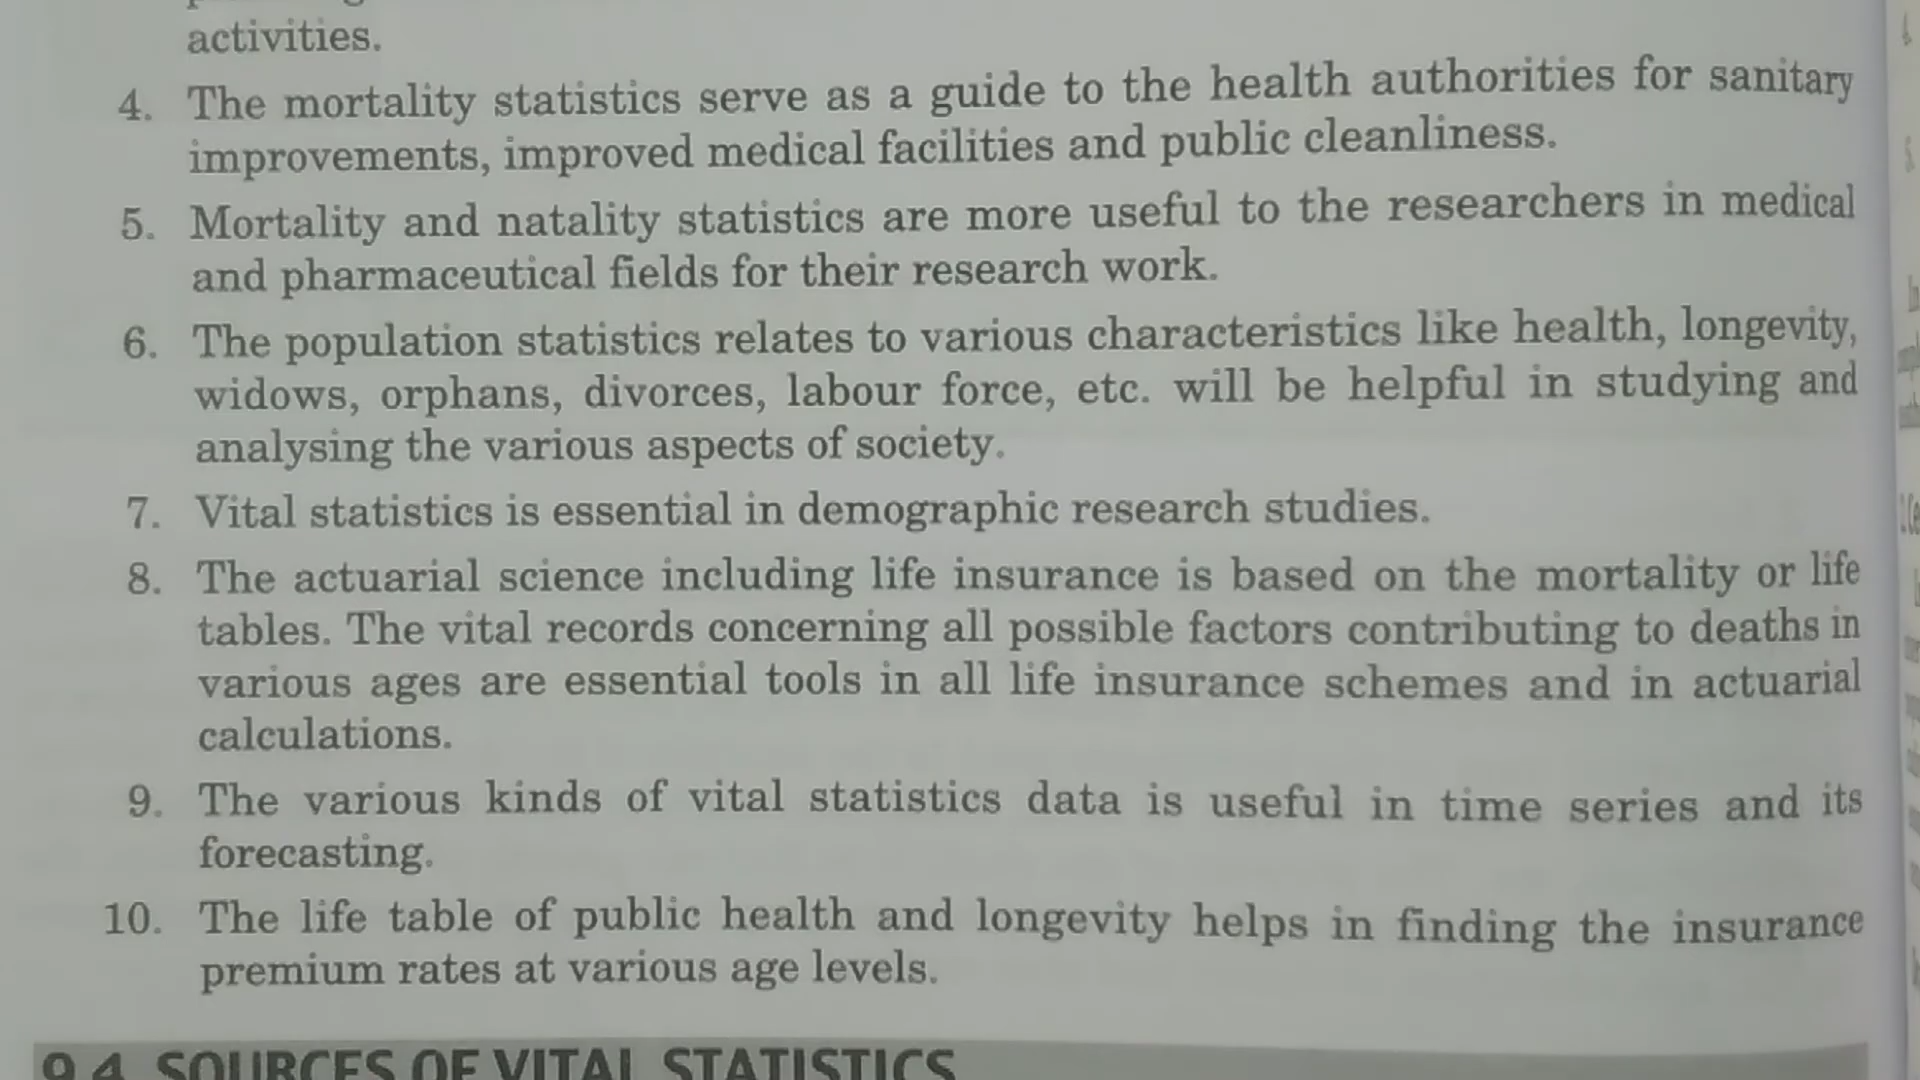 activities.
4. The mortality statistics serve as a guide to the health authorities for sanitary
improvements, improved medical facilities and public cleanliness.
5. Mortality and natality statistics are more useful to the researchers in medical
and pharmaceutical fields for their research work.
6. The population statistics relates to various characteristics like health, longevity,
widows, orphans, divorces, labour force, etc. will be helpful in studying and
analysing the various aspects of society.
7. Vital statistics is essential in demographic research studies.
8. The actuarial science including life insurance is based on the mortality or life
tables. The vital records concerning all possible factors contributing to deaths in
various ages are essential tools in all life insurance schemes and in actuarial
calculations.
9. The various kinds of vital statistics data is useful in time series and its
forecasting.
10. The life table of public health and longevity helps in finding the insurance
premium rates at various age levels.
9.4 SOURCES OF VITAL STATISTICS